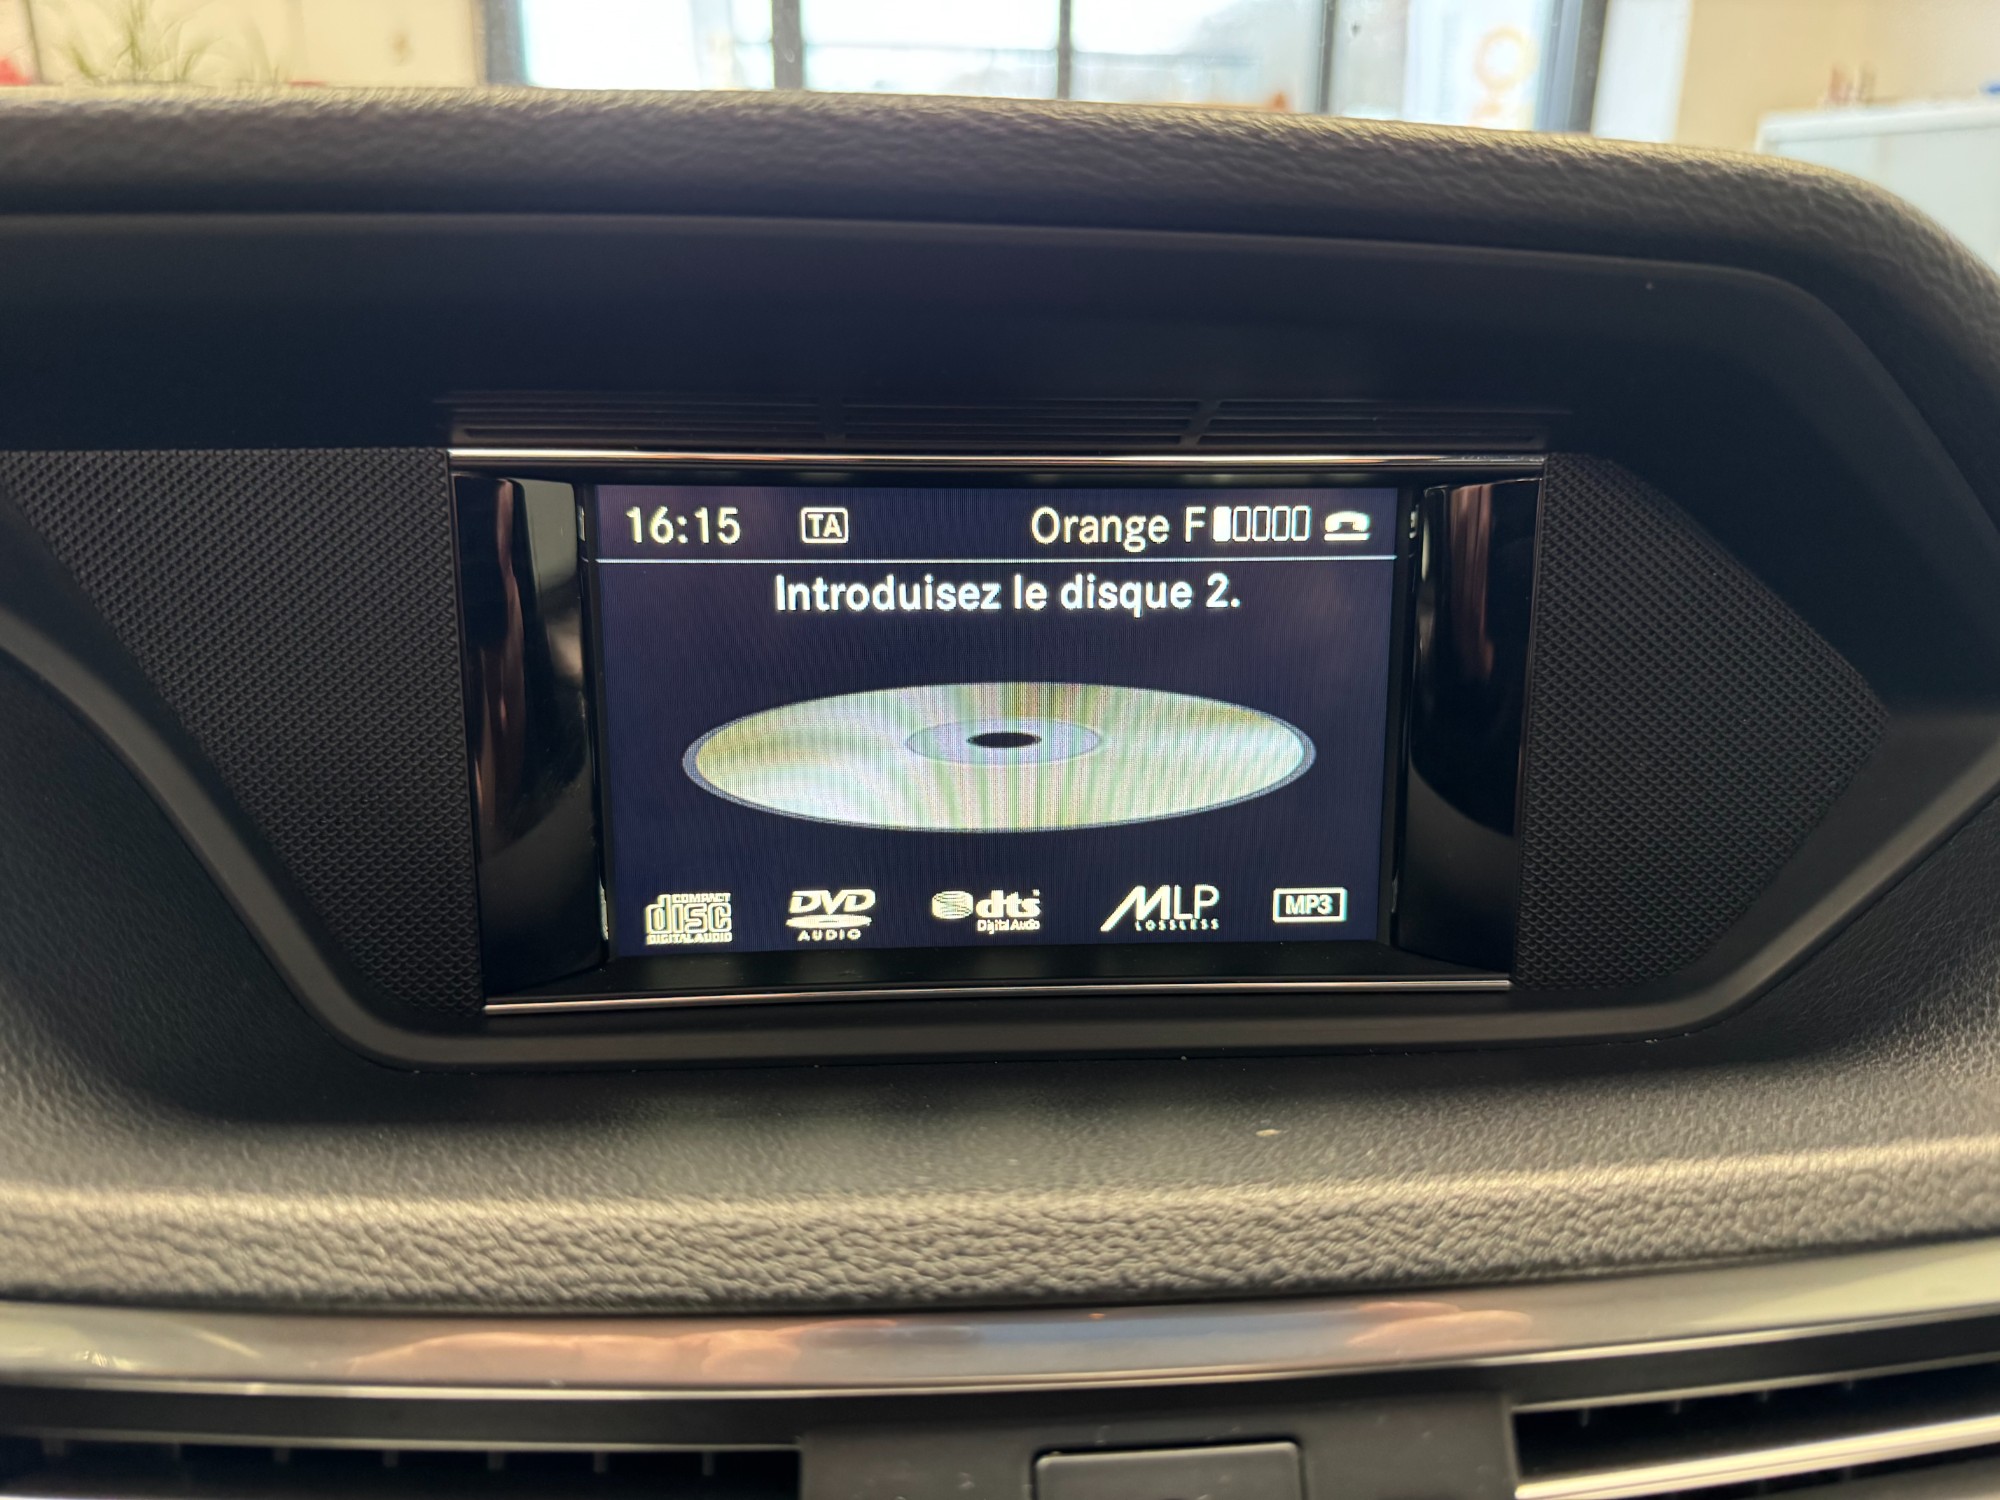 16:15 TA Orange F
Introduisez le disque 2.
COMPACT
disc
DIGITAL AUDIO
DVD
AUDIO
dts
Digital Audio
MLP
LOSSLESS
MP3